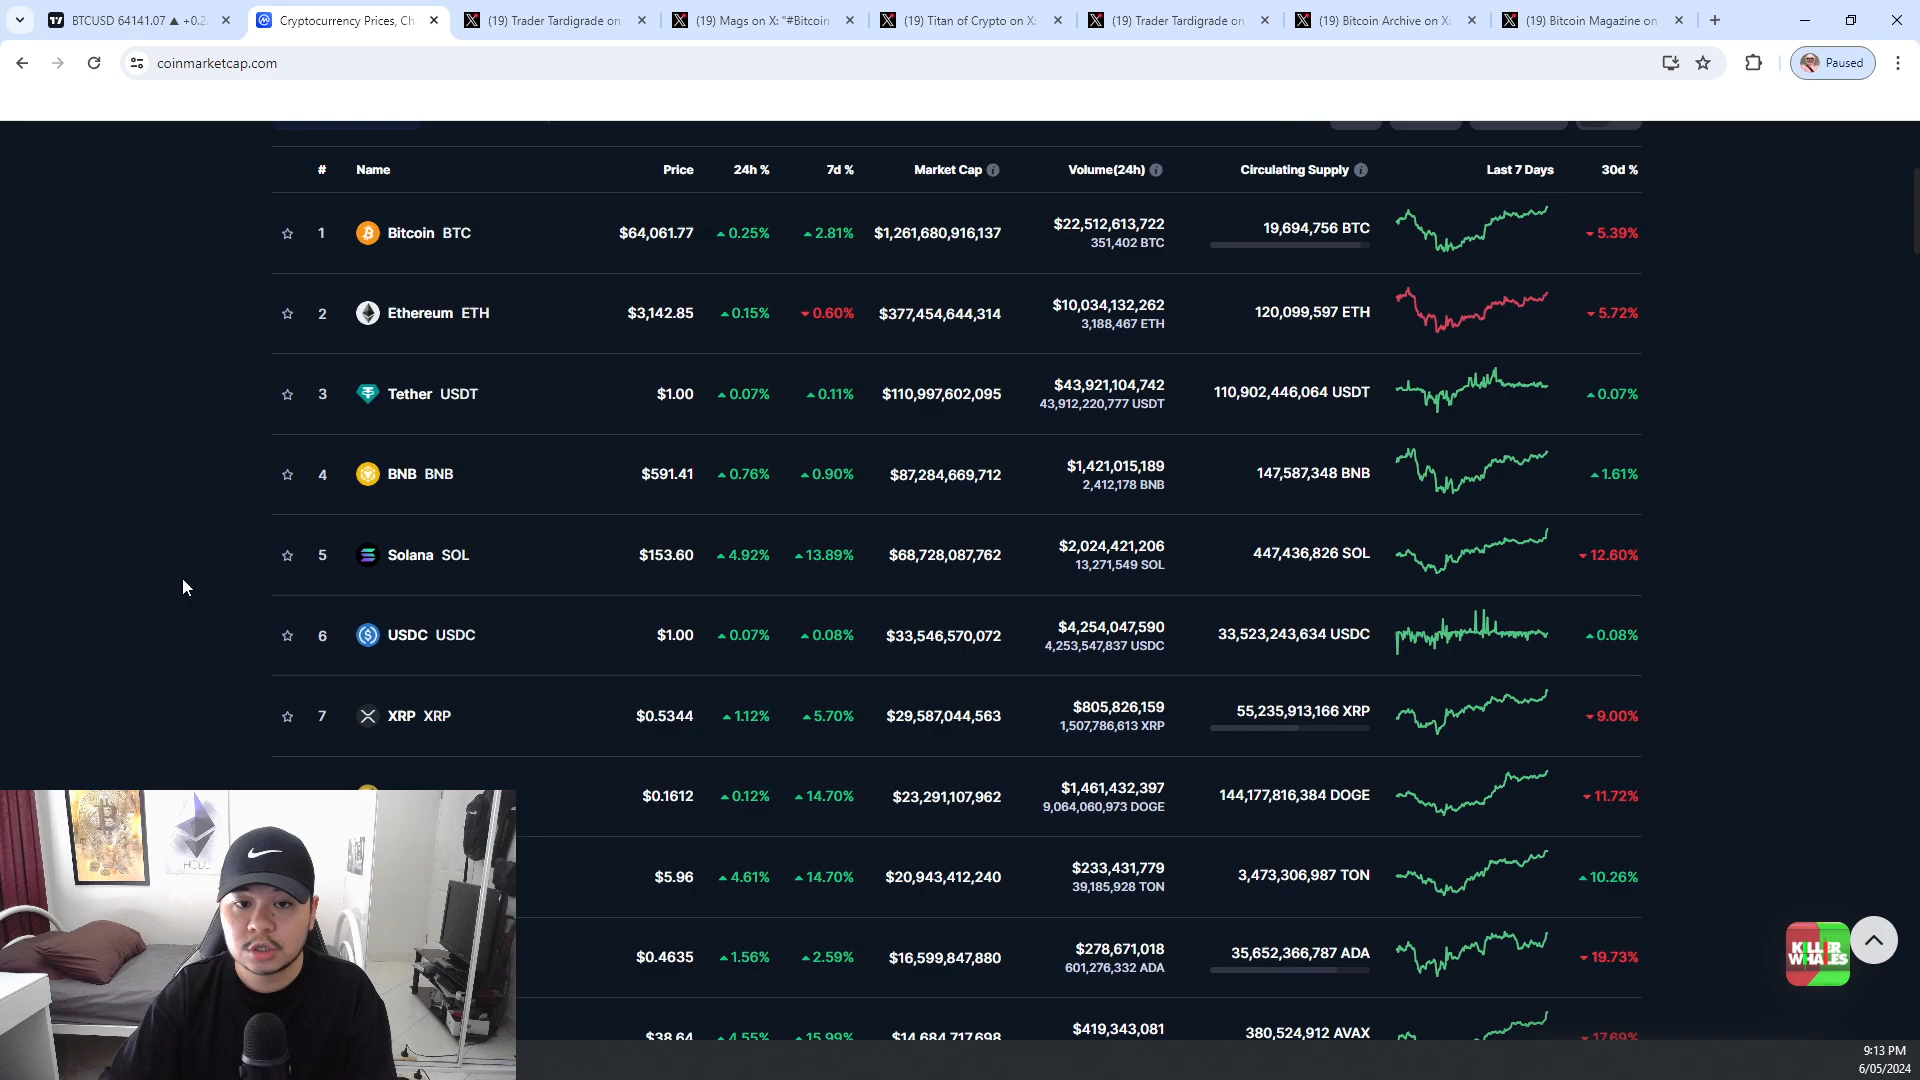 BTCUSD 64141.07 ▲ +0.2
Cryptocurrency Prices, Ch
(19) Trader Tardigrade on
(19) Mags on X: "#Bitcoin
(19) Titan of Crypto on X:
(19) Trader Tardigrade on
(19) Bitcoin Archive on X:
(19) Bitcoin Magazine on
coinmarketcap.com
Paused
# Name Price 24h % 7d % Market Cap Volume(24h) Circulating Supply Last 7 Days 30d %
$22,512,613,722
1 Bitcoin BTC $64,061.77 0.25% 2.81% $1,261,680,916,137 19,694,756 BTC 5.39%
351,402 BTC
$10,034,132,262
2 Ethereum ETH $3,142.85 0.15% 0.60% $377,454,644,314 120,099,597 ETH 5.72%
3,188,467 ETH
$43,921,104,742
3 Tether USDT $1.00 0.07% 0.11% $110,997,602,095 110,902,446,064 USDT 0.07%
43,912,220,777 USDT
$1,421,015,189
4 BNB BNB $591.41 0.76% 0.90% $87,284,669,712 147,587,348 BNB 1.61%
2,412,178 BNB
$2,024,421,206
5 Solana SOL $153.60 4.92% 13.89% $68,728,087,762 447,436,826 SOL 12.60%
13,271,549 SOL
$4,254,047,590
6 USDC USDC $1.00 0.07% 0.08% $33,546,570,072 33,523,243,634 USDC 0.08%
4,253,547,837 USDC
$805,826,159
7 XRP XRP $0.5344 1.12% 5.70% $29,587,044,563 55,235,913,166 XRP 9.00%
1,507,786,613 XRP
$1,461,432,397
$0.1612 0.12% 14.70% $23,291,107,962 144,177,816,384 DOGE 11.72%
9,064,060,973 DOGE
$233,431,779
$5.96 4.61% 14.70% $20,943,412,240 3,473,306,987 TON 10.26%
39,185,928 TON
$278,671,018
$0.4635 1.56% 2.59% $16,599,847,880 35,652,366,787 ADA 19.73%
601,276,332 ADA
$419,343,081
$38.64 4.55% 15.99% $14,684,717,698 380,524,912 AVAX 17.69%
KILLER
WHALES
HODL
9:13 PM
6/05/2024